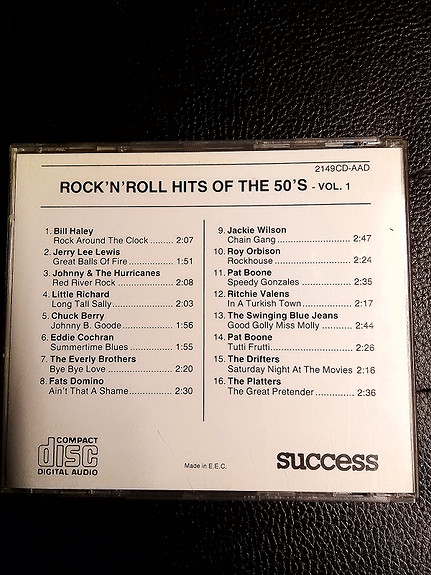 2149CD-AAD
ROCK'N'ROLL HITS OF THE 50'S - VOL. 1
1. Bill Haley
Rock Around The Clock ......... 2:07
2. Jerry Lee Lewis
Great Balls Of Fire ............... 1:51
3. Johnny & The Hurricanes
Red River Rock .................... 2:08
4. Little Richard
Long Tall Sally..................... 2:03
5. Chuck Berry
Johnny B. Goode.................. 1:56
6. Eddie Cochran
Summertime Blues ............... 1:55
7. The Everly Brothers
Bye Bye Love ...................... 2:20
8. Fats Domino
Ain't That A Shame............... 2:30
9. Jackie Wilson
Chain Gang......................... 2:47
10. Roy Orbison
Rockhouse .......................... 2:24
11. Pat Boone
Speedy Gonzales ................. 2:35
12. Ritchie Valens
In A Turkish Town ................ 2:17
13. The Swinging Blue Jeans
Good Golly Miss Molly .......... 2:44
14. Pat Boone
Tutti Frutti........................... 2:26
15. The Drifters
Saturday Night At The Movies 2:16
16. The Platters
The Great Pretender ............. 2:36
COMPACT
disc
DIGITAL AUDIO
Made in E.E.C.
success